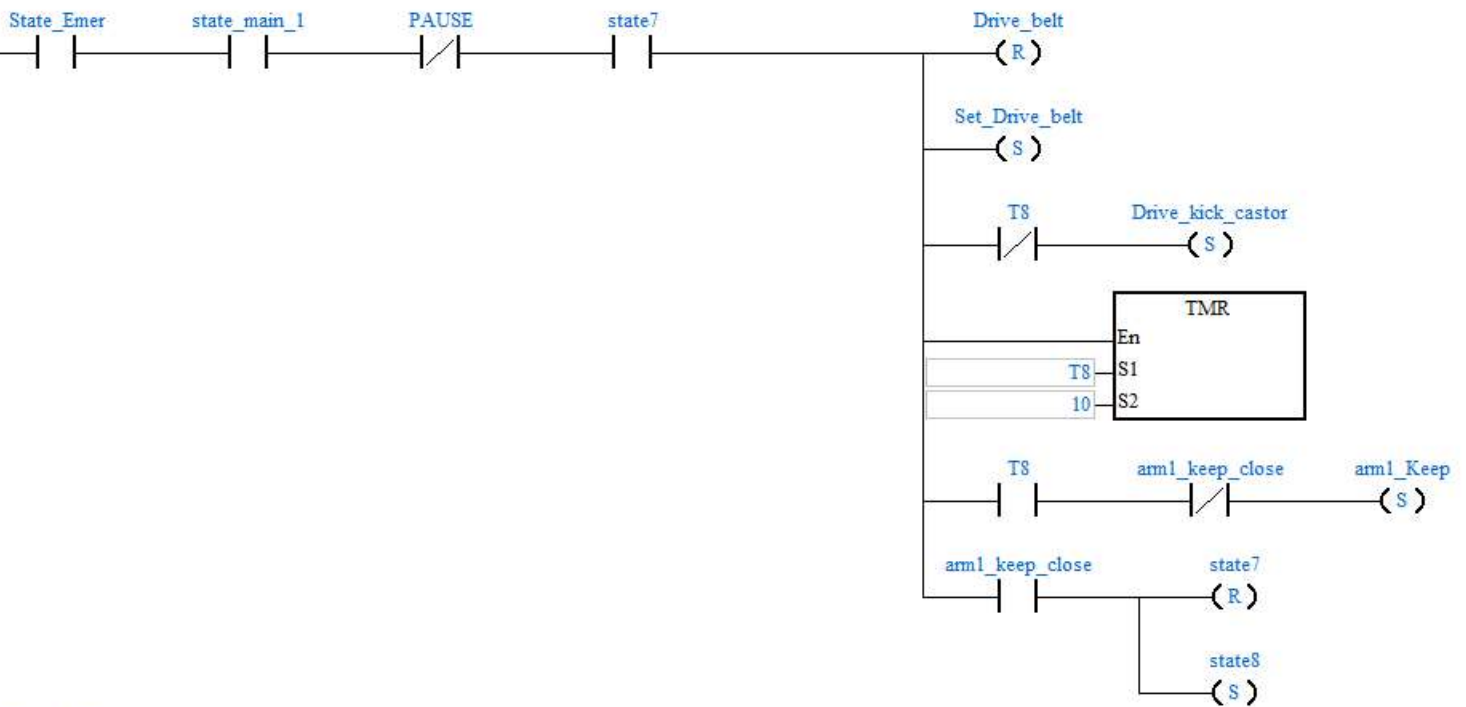 State_Emer state_main_1 PAUSE state7 Drive_belt
R
Set_Drive_belt
S
T8 Drive_kick_castor
S
TMR
En
T8 S1
10 S2
T8 arm1_keep_close arm1_Keep
S
arm1_keep_close state7
R
state8
S